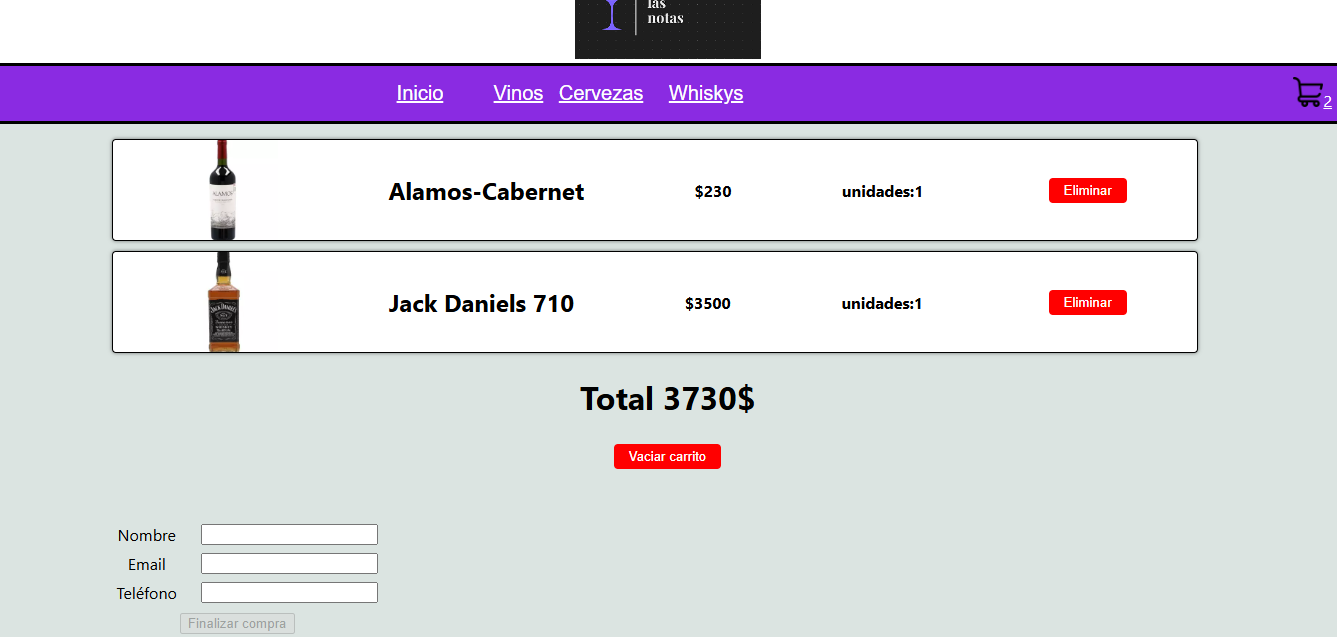 las
notas
Inicio Vinos Cervezas Whiskys 2
Alamos-Cabernet $230 unidades:1 Eliminar
Jack Daniels 710 $3500 unidades:1 Eliminar
Total 3730$
Vaciar carrito
Nombre
Email
Teléfono
Finalizar compra